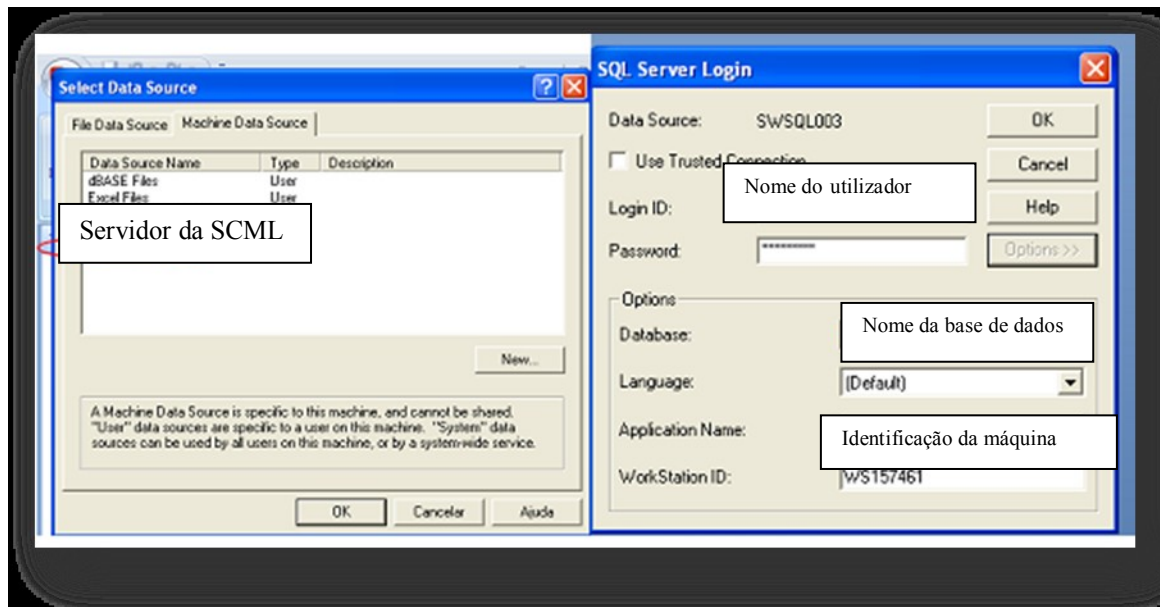 Select Data Source
File Data Source Machine Data Source
Data Source Name Type Description
dBASE Files User
Excel Files User
Servidor da SCML
New...
A Machine Data Source is specific to this machine, and cannot be shared.
"User" data sources are specific to a user on this machine. "System" data
sources can be used by all users on this machine, or by a system-wide service.
OK Cancelar Ajuda
SQL Server Login
Data Source: SWSQL003 OK
Use Trusted Connection Cancel
Nome do utilizador
Login ID: Help
Password: Options >>
Options
Database: Nome da base de dados
Language: (Default)
Application Name: Identificação da máquina
WorkStation ID: WS157461